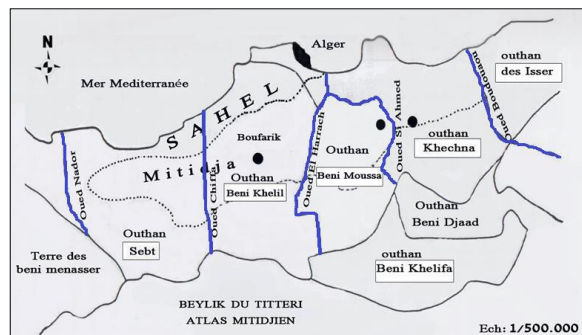 N
Alger
Mer Mediterranée
SAHEL
Mitidja
Boufarik
Oued Nador
Oued Chiffa
Oued El Harrach
Oued Si Ahmed
Oued Boudouaou
outhan
des Isser
outhan
Khechna
Outhan
Beni Moussa
Outhan
Beni Khelil
Outhan
Sebt
Outhan
Beni Djaad
outhan
Beni Khelifa
Terre des
beni menasser
BEYLIK DU TITTERI
ATLAS MITIDJIEN
Ech: 1/500.000